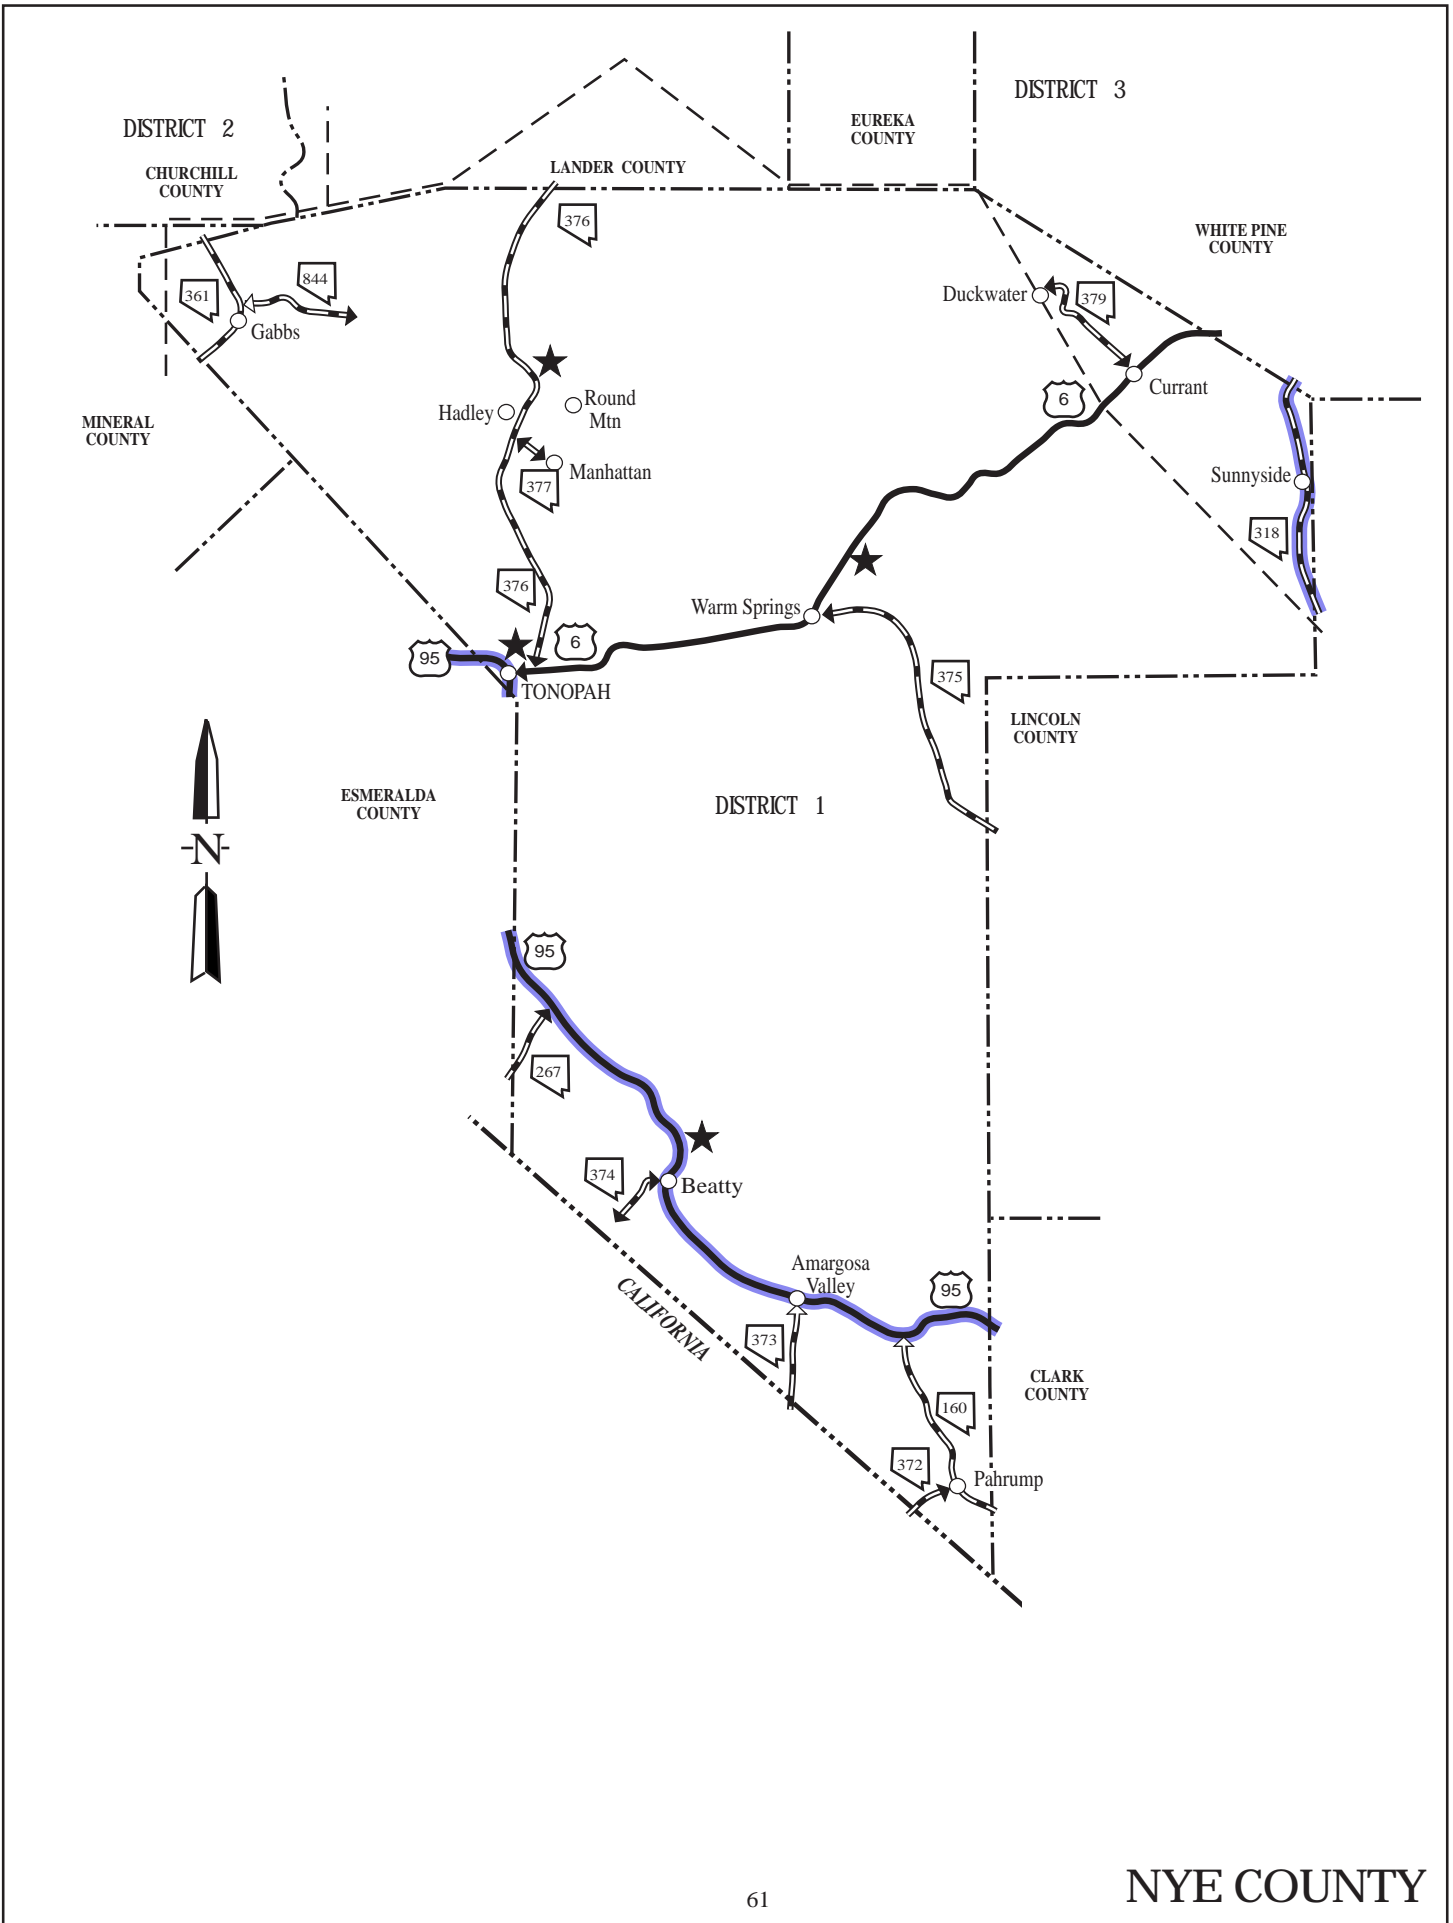 DISTRICT 3
DISTRICT 2
EUREKA
COUNTY
CHURCHILL
COUNTY
LANDER COUNTY
376
WHITE PINE
COUNTY
361
844
Gabbs
Duckwater
379
Currant
6
Hadley
Round
Mtn
MINERAL
COUNTY
Manhattan
377
Sunnyside
318
376
Warm Springs
6
95
TONOPAH
375
LINCOLN
COUNTY
N
ESMERALDA
COUNTY
DISTRICT 1
95
267
374
Beatty
Amargosa
Valley
95
CALIFORNIA
373
CLARK
COUNTY
160
372
Pahrump
61
NYE COUNTY